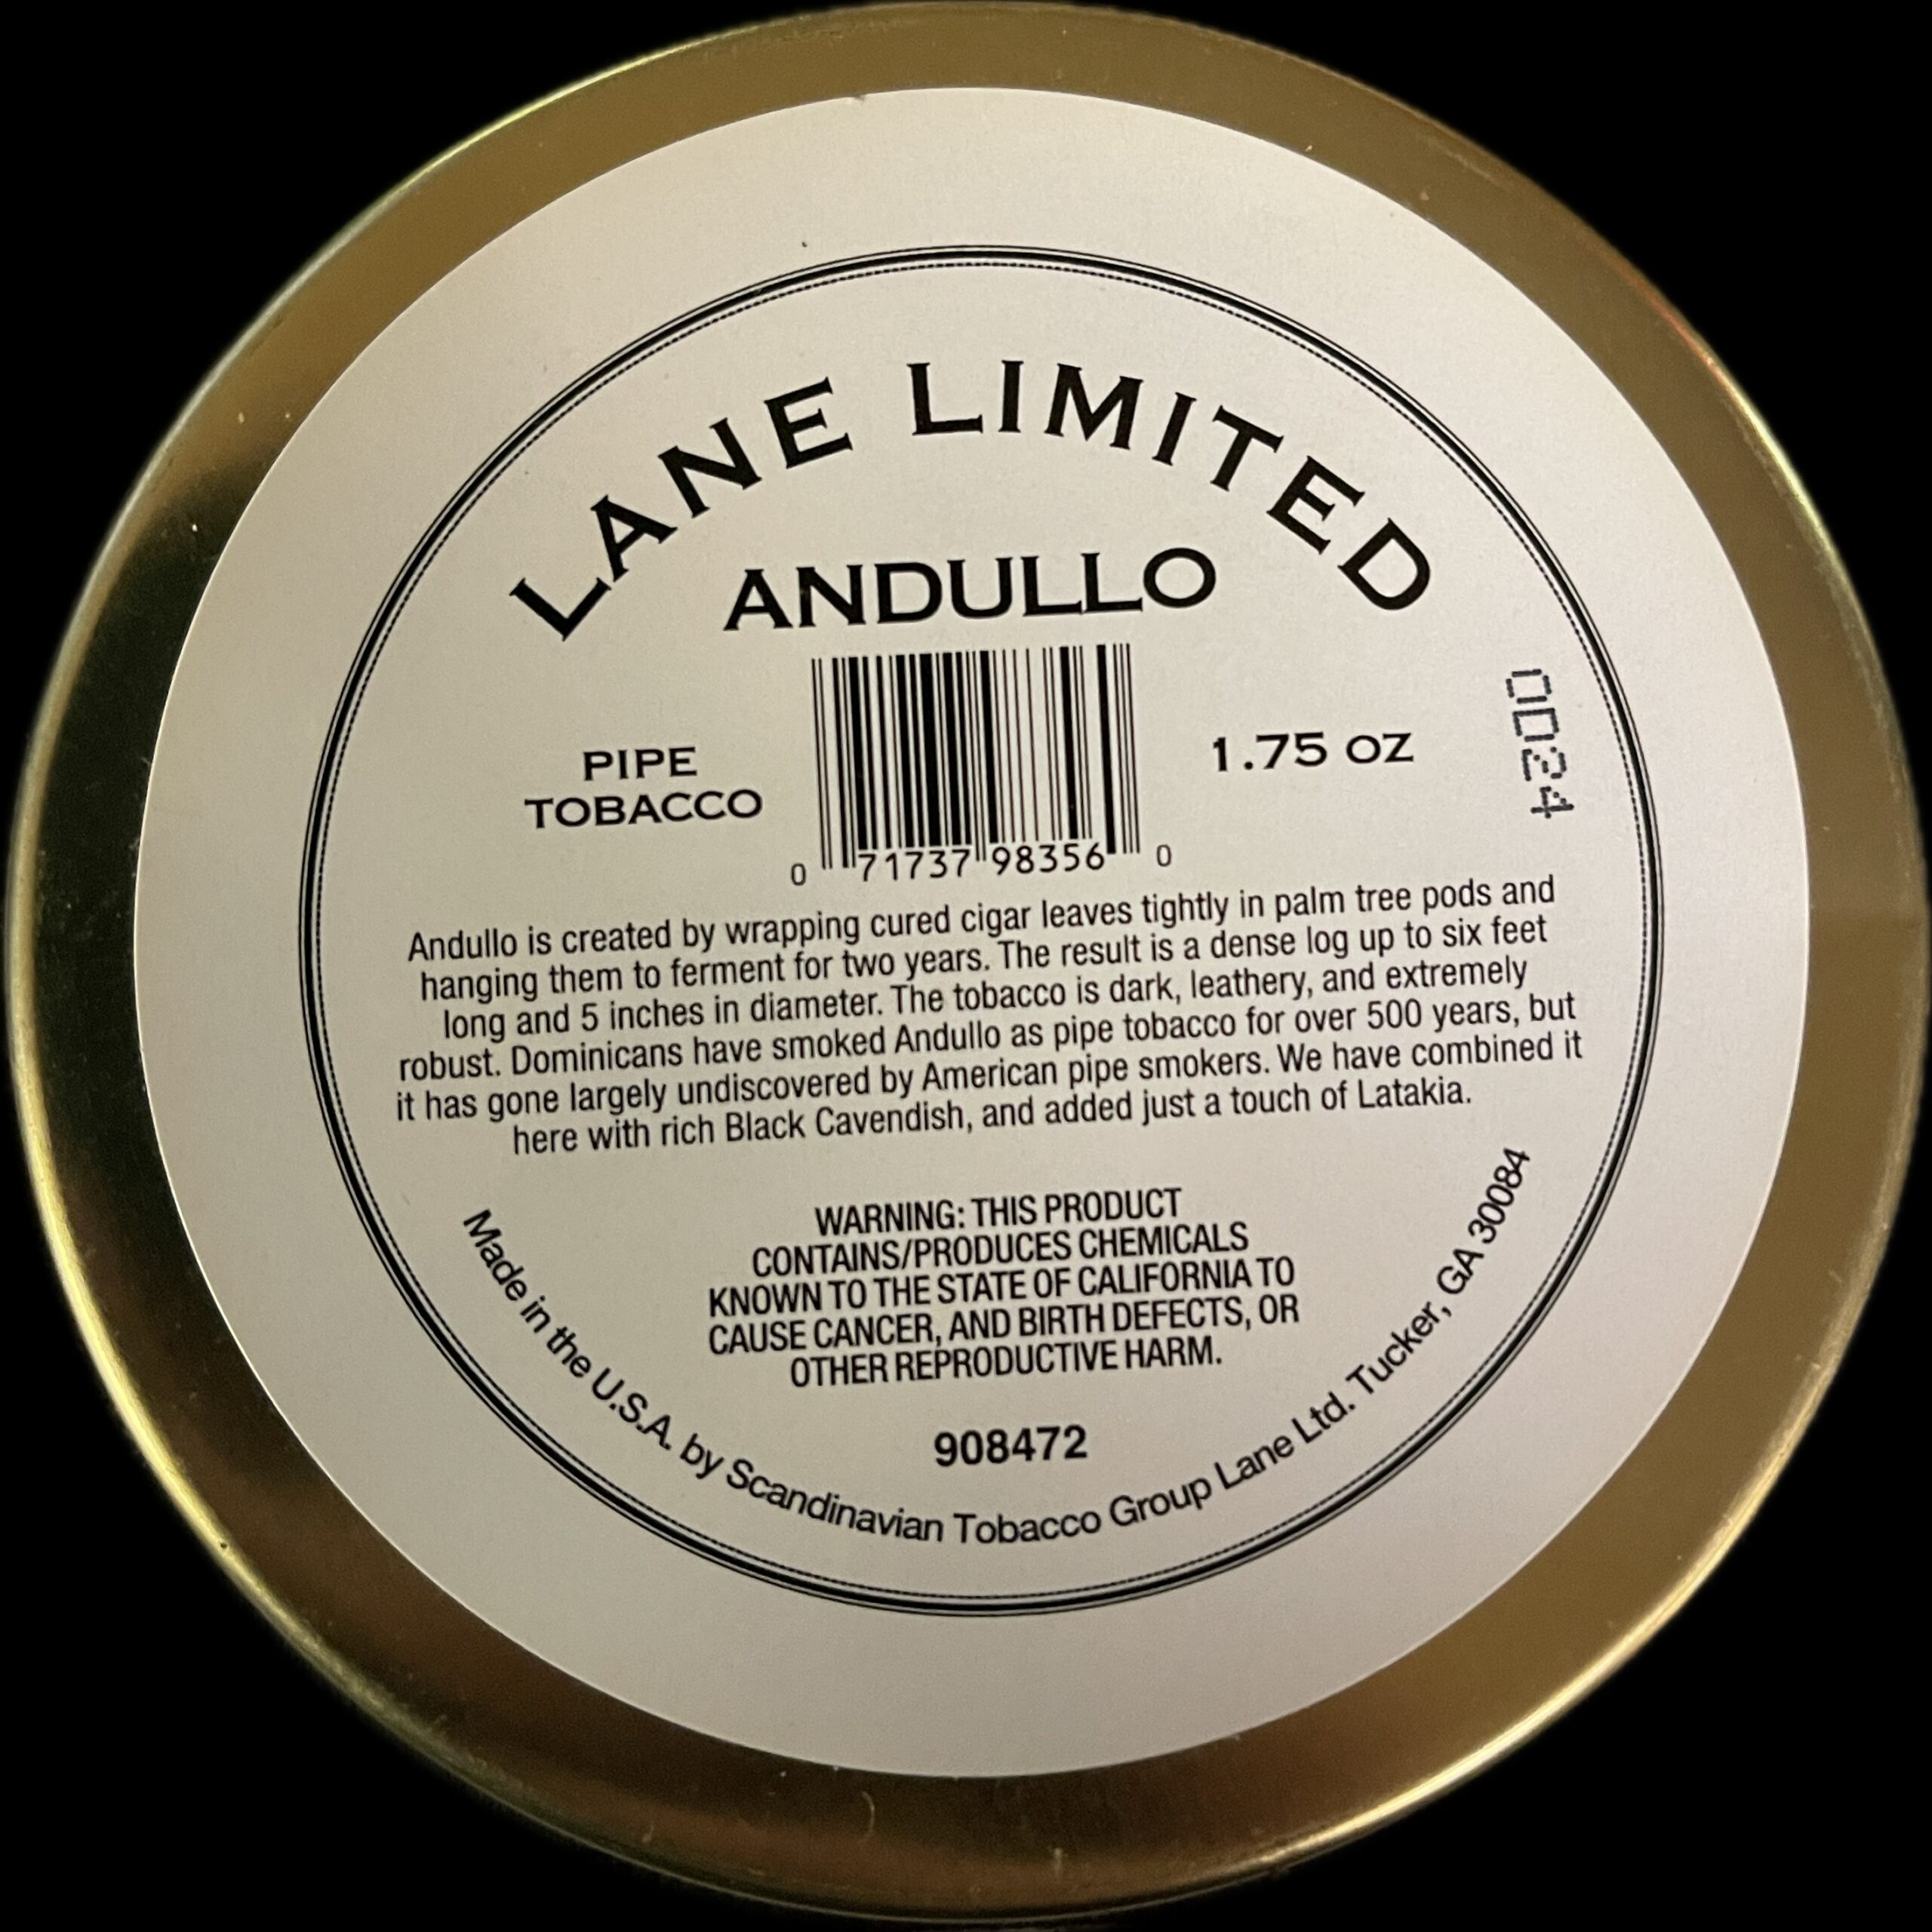 LANE LIMITED
ANDULLO
PIPE
TOBACCO
1.75 OZ
0D24
0 71737 98356 0
Andullo is created by wrapping cured cigar leaves tightly in palm tree pods and
hanging them to ferment for two years. The result is a dense log up to six feet
long and 5 inches in diameter. The tobacco is dark, leathery, and extremely
robust. Dominicans have smoked Andullo as pipe tobacco for over 500 years, but
it has gone largely undiscovered by American pipe smokers. We have combined it
here with rich Black Cavendish, and added just a touch of Latakia.
WARNING: THIS PRODUCT
CONTAINS/PRODUCES CHEMICALS
KNOWN TO THE STATE OF CALIFORNIA TO
CAUSE CANCER, AND BIRTH DEFECTS, OR
OTHER REPRODUCTIVE HARM.
908472
Made in the U.S.A. by Scandinavian Tobacco Group Lane Ltd. Tucker, GA 30084